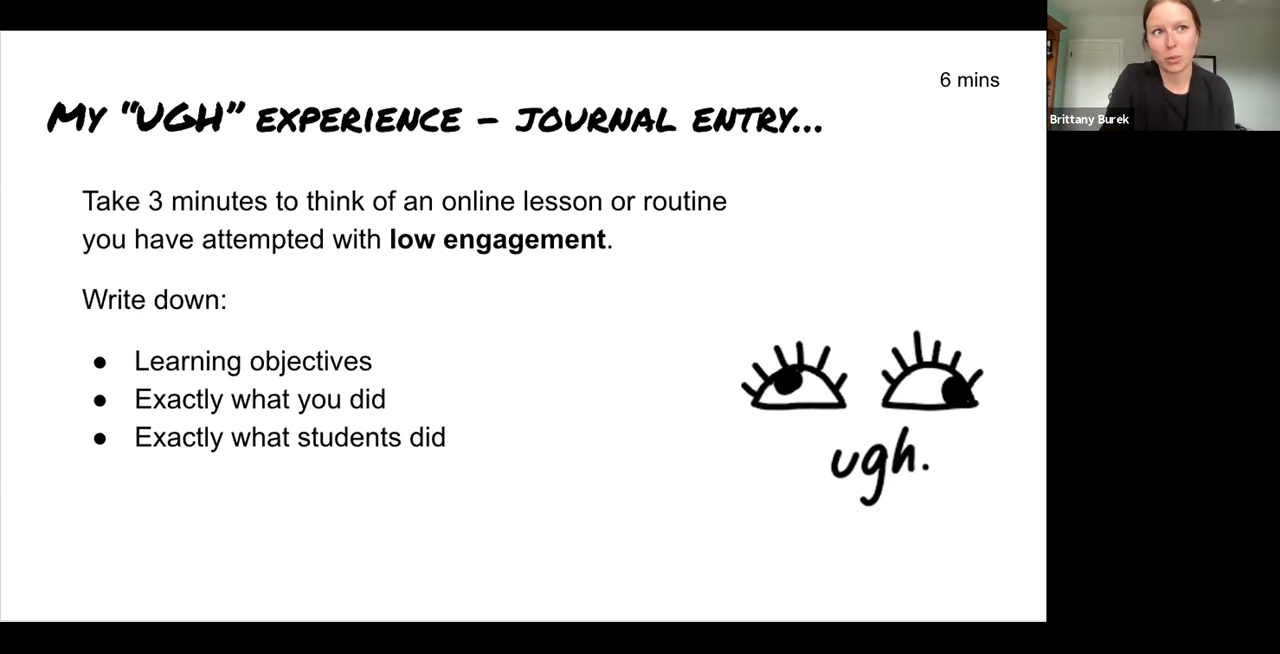 6 mins
My “UGH” experience – journal entry...
Take 3 minutes to think of an online lesson or routine
you have attempted with low engagement.
Write down:
● Learning objectives
● Exactly what you did
● Exactly what students did
ugh.
Brittany Burek